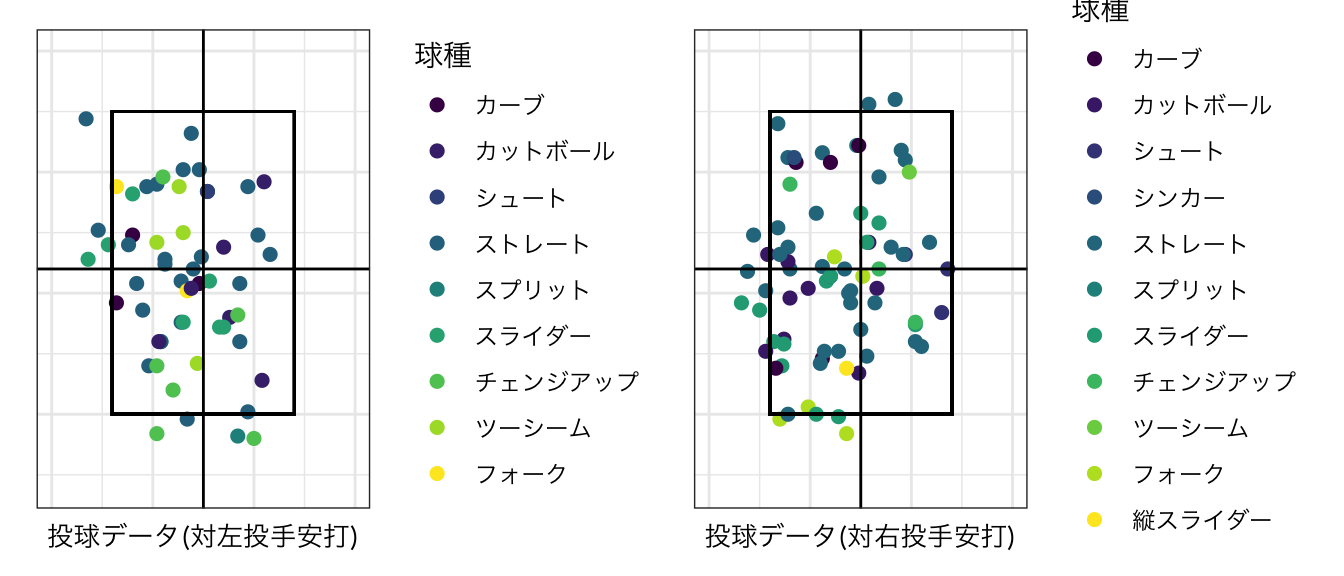 球種
カーブ
カットボール
シュート
ストレート
スプリット
スライダー
チェンジアップ
ツーシーム
フォーク
投球データ(対左投手安打)
球種
カーブ
カットボール
シュート
シンカー
ストレート
スプリット
スライダー
チェンジアップ
ツーシーム
フォーク
縦スライダー
投球データ(対右投手安打)